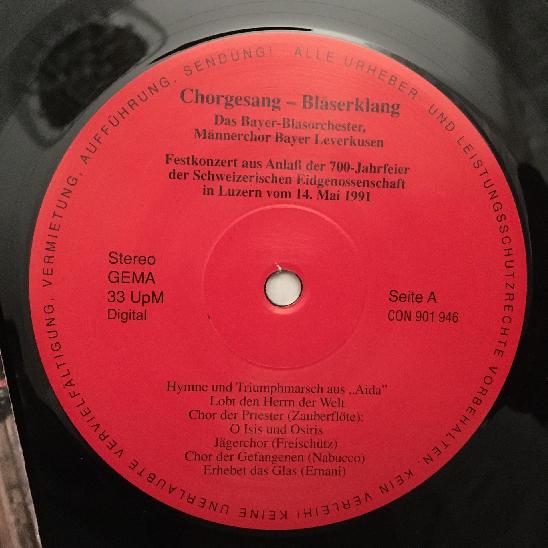 ALLE URHEBER- UND LEISTUNGSSCHUTZRECHTE VORBEHALTEN. KEIN VERLEIH! KEINE UNERLAUBTE VERVIELFÄLTIGUNG, VERMIETUNG, AUFFÜHRUNG, SENDUNG!
Chorgesang – Bläserklang
Das Bayer-Blasorchester,
Männerchor Bayer Leverkusen
Festkonzert aus Anlaß der 700-Jahrfeier
der Schweizerischen Eidgenossenschaft
in Luzern vom 14. Mai 1991
Stereo
GEMA
33 UpM
Digital
Seite A
CON 901 946
Hymne und Triumphmarsch aus „Aida”
Lobt den Herrn der Welt
Chor der Priester (Zauberflöte):
O Isis und Osiris
Jägerchor (Freischütz)
Chor der Gefangenen (Nabucco)
Erhebet das Glas (Ernani)